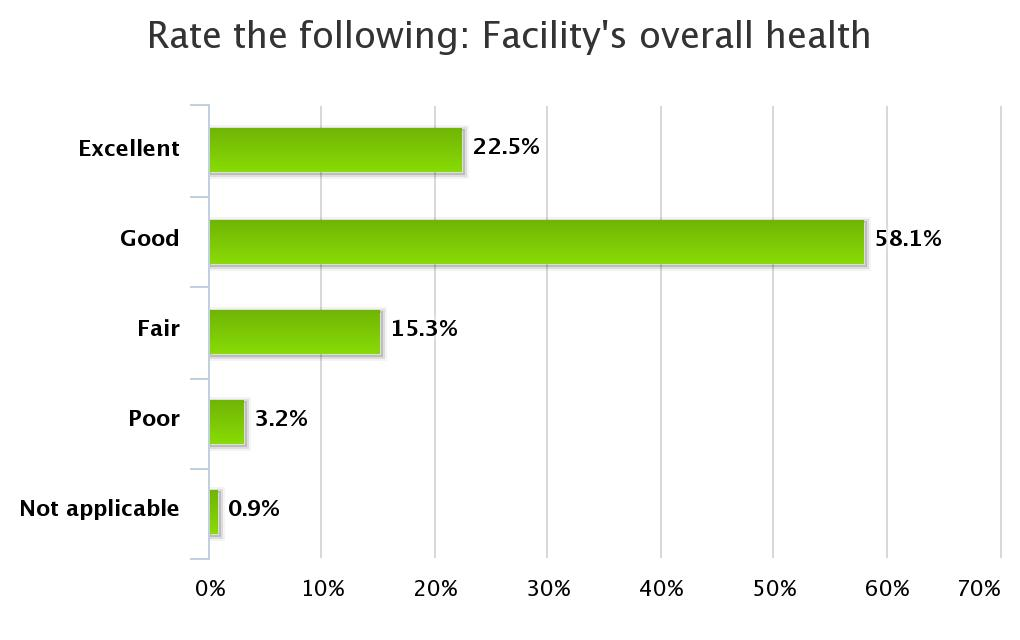 Rate the following: Facility's overall health
Excellent 22.5%
Good 58.1%
Fair 15.3%
Poor 3.2%
Not applicable 0.9%
0% 10% 20% 30% 40% 50% 60% 70%